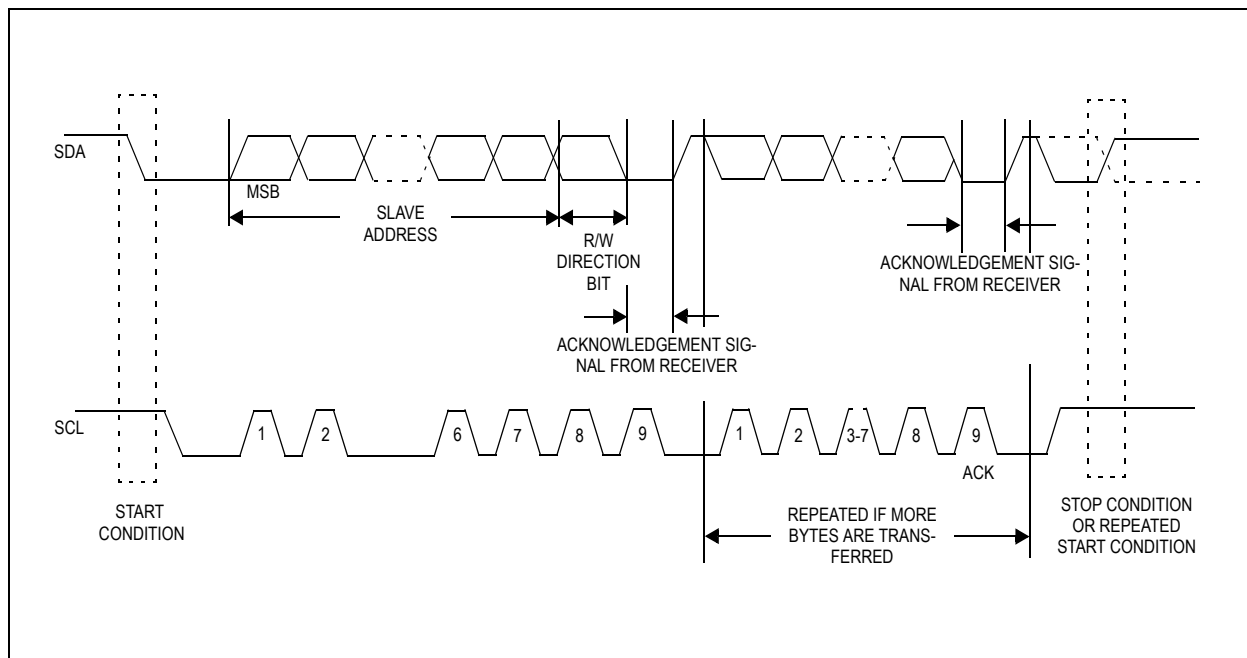 SDA
MSB
SLAVE
ADDRESS
R/W
DIRECTION
BIT
ACKNOWLEDGEMENT SIG-
NAL FROM RECEIVER
ACKNOWLEDGEMENT SIG-
NAL FROM RECEIVER
SCL
1
2
6
7
8
9
1
2
3-7
8
9
ACK
START
CONDITION
REPEATED IF MORE
BYTES ARE TRANS-
FERRED
STOP CONDITION
OR REPEATED
START CONDITION